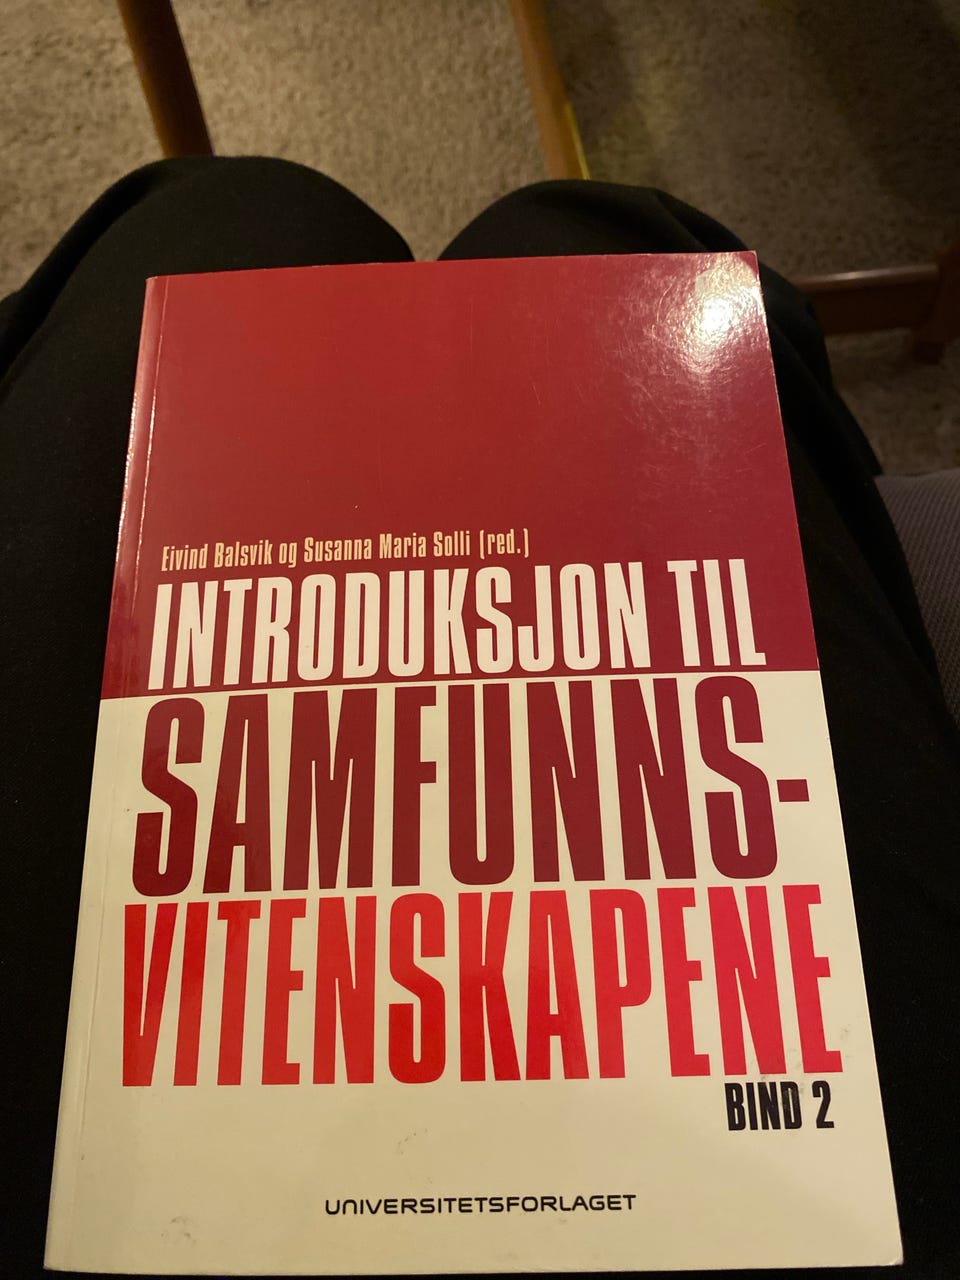 Eivind Balsvik og Susanna Maria Solli (red.)
INTRODUKSJON TIL
SAMFUNNS-
VITENSKAPENE
BIND 2
UNIVERSITETSFORLAGET